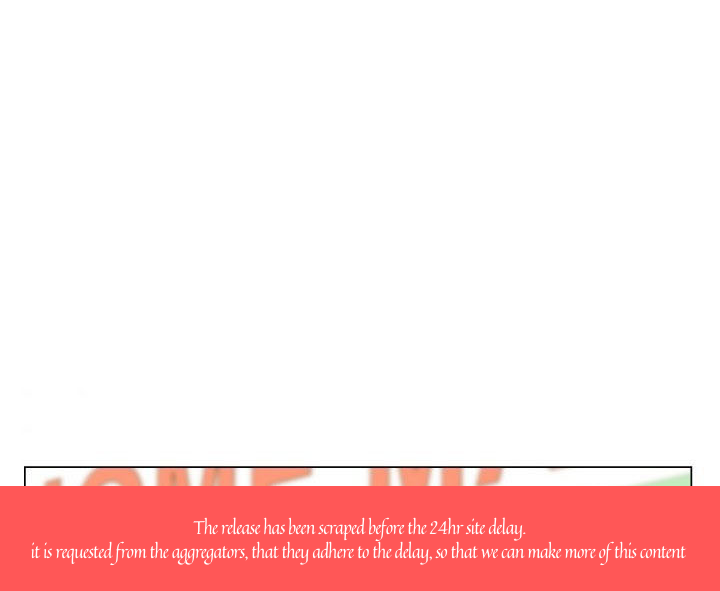 The release has been scraped before the 24hr site delay.
it is requested from the aggregators, that they adhere to the delay, so that we can make more of this content